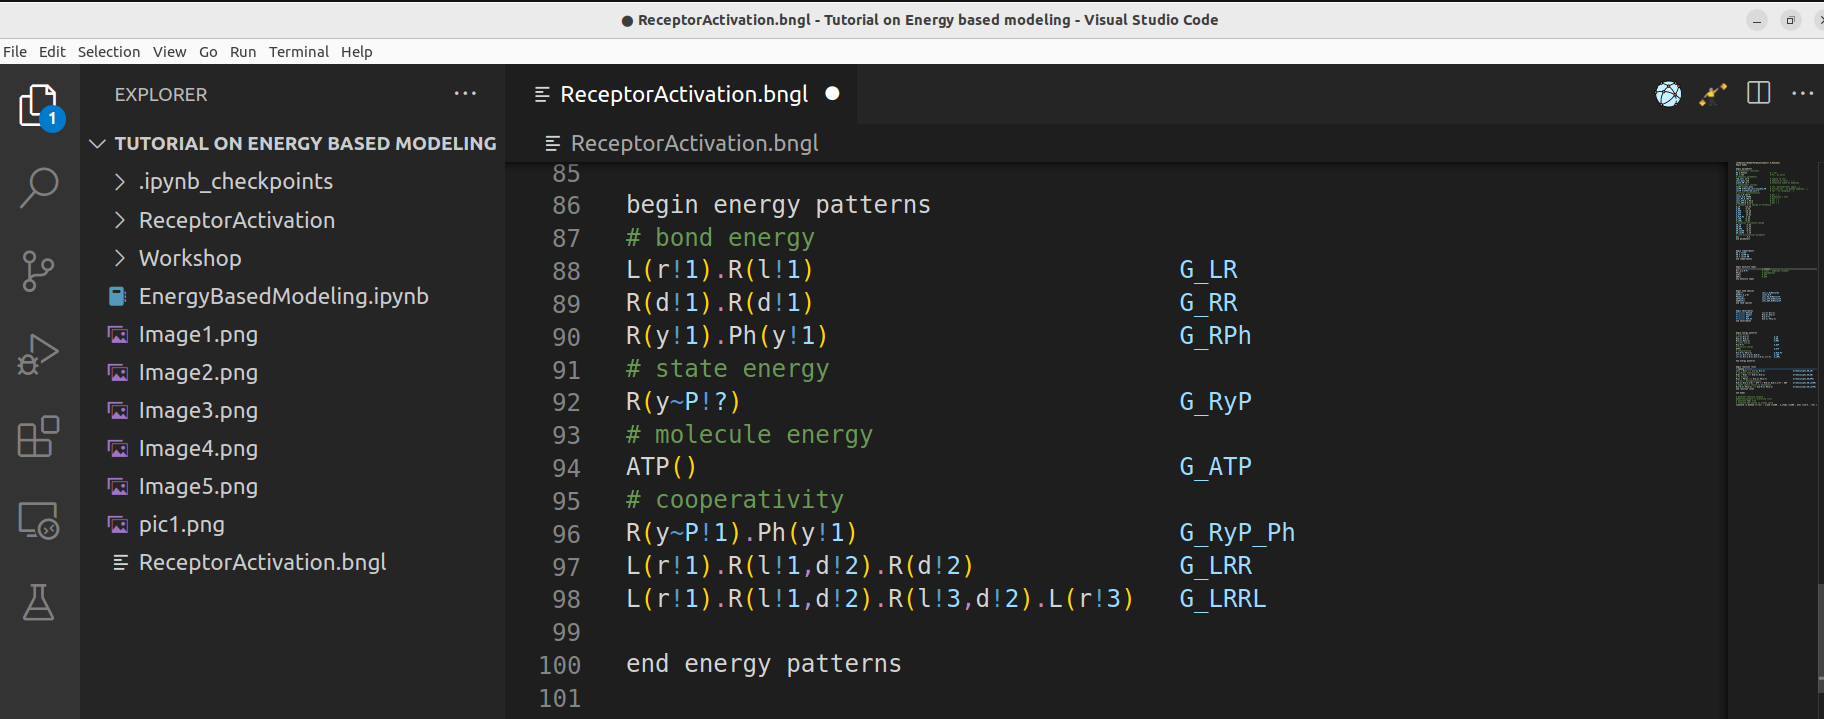 ReceptorActivation.bngl - Tutorial on Energy based modeling - Visual Studio Code
File Edit Selection View Go Run Terminal Help
1
EXPLORER
TUTORIAL ON ENERGY BASED MODELING
.ipynb_checkpoints
ReceptorActivation
Workshop
EnergyBasedModeling.ipynb
Image1.png
Image2.png
Image3.png
Image4.png
Image5.png
pic1.png
ReceptorActivation.bngl
ReceptorActivation.bngl
ReceptorActivation.bngl
85
86 begin energy patterns
87 # bond energy
88 L(r!1).R(l!1) G_LR
89 R(d!1).R(d!1) G_RR
90 R(y!1).Ph(y!1) G_RPh
91 # state energy
92 R(y~P!?) G_RyP
93 # molecule energy
94 ATP() G_ATP
95 # cooperativity
96 R(y~P!1).Ph(y!1) G_RyP_Ph
97 L(r!1).R(l!1,d!2).R(d!2) G_LRR
98 L(r!1).R(l!1,d!2).R(l!3,d!2).L(r!3) G_LRRL
99
100 end energy patterns
101